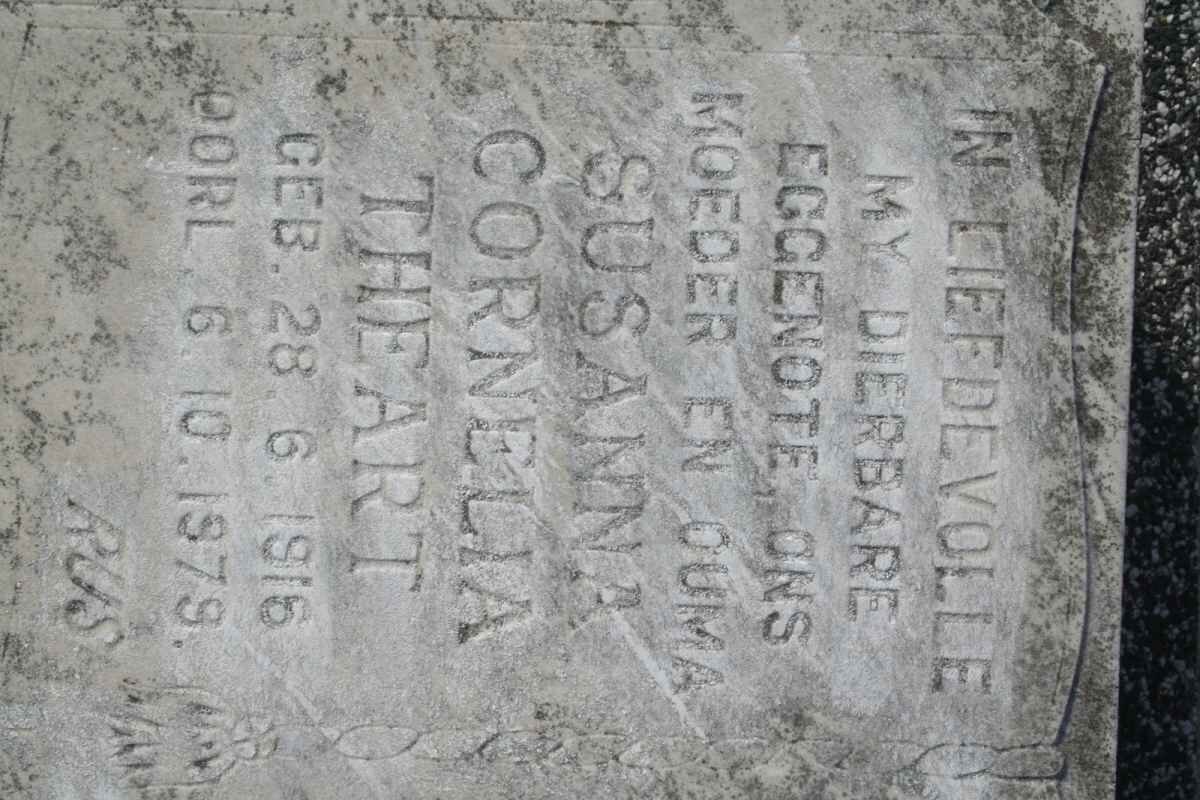 IN LIEFDEVOLLE
MY DIERBARE
EGGENOTE ONS
MOEDER EN OUMA
SUSANNA
CORNELIA
THEART
GEB. 28. 6. 1916
OORL. 6. 10. 1979.
RUS